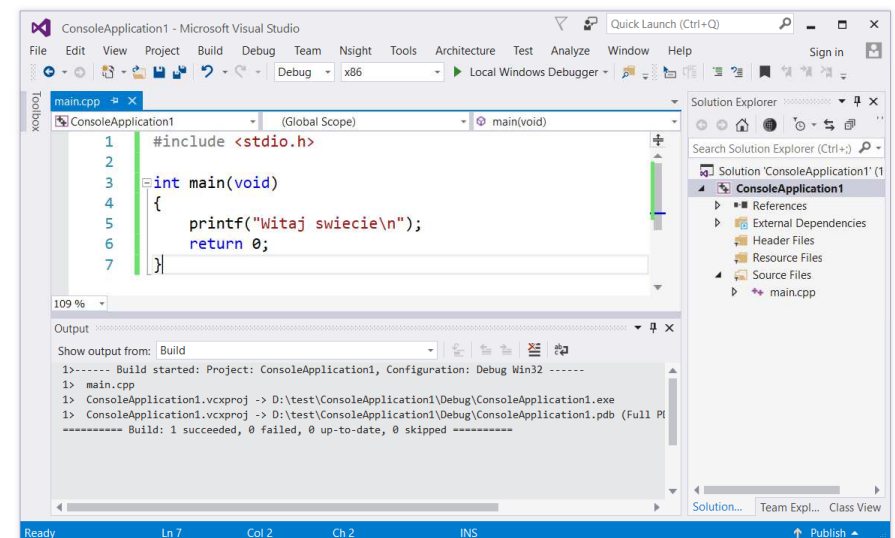 ConsoleApplication1 - Microsoft Visual Studio
Quick Launch (Ctrl+Q)
File Edit View Project Build Debug Team Nsight Tools Architecture Test Analyze Window Help
Sign in
Debug x86 Local Windows Debugger
Toolbox
main.cpp
ConsoleApplication1 (Global Scope) main(void)
1 #include <stdio.h>
2
3 int main(void)
4 {
5 printf("Witaj swiecie\n");
6 return 0;
7 }
109 %
Solution Explorer
Search Solution Explorer (Ctrl+;)
Solution 'ConsoleApplication1' (1
ConsoleApplication1
References
External Dependencies
Header Files
Resource Files
Source Files
main.cpp
Output
Show output from: Build
1>------ Build started: Project: ConsoleApplication1, Configuration: Debug Win32 ------
1> main.cpp
1> ConsoleApplication1.vcxproj -> D:\test\ConsoleApplication1\Debug\ConsoleApplication1.exe
1> ConsoleApplication1.vcxproj -> D:\test\ConsoleApplication1\Debug\ConsoleApplication1.pdb (Full P
========== Build: 1 succeeded, 0 failed, 0 up-to-date, 0 skipped ==========
Solution... Team Expl... Class View
Ready Ln 7 Col 2 Ch 2 INS Publish